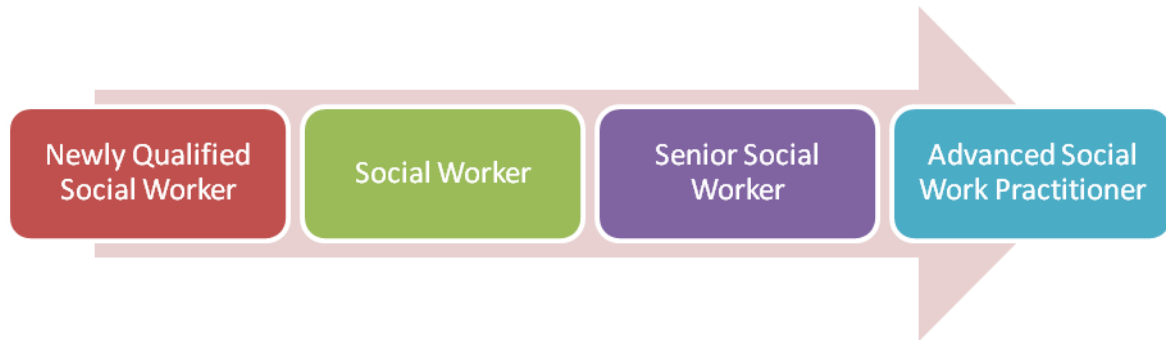 Newly Qualified
Social Worker
Social Worker
Senior Social
Worker
Advanced Social
Work Practitioner